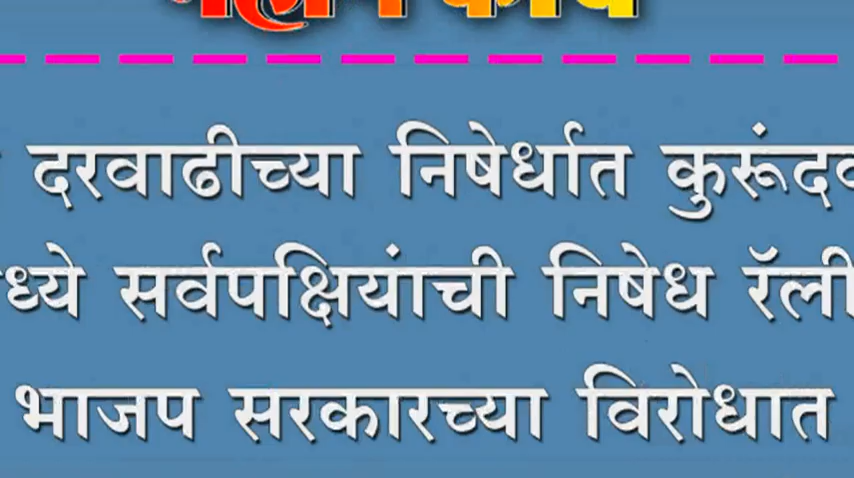 दरवाढीच्या निषेर्धात
सर्वपक्षियांची निषेध रॅली
भाजप सरकारच्या विरोधात